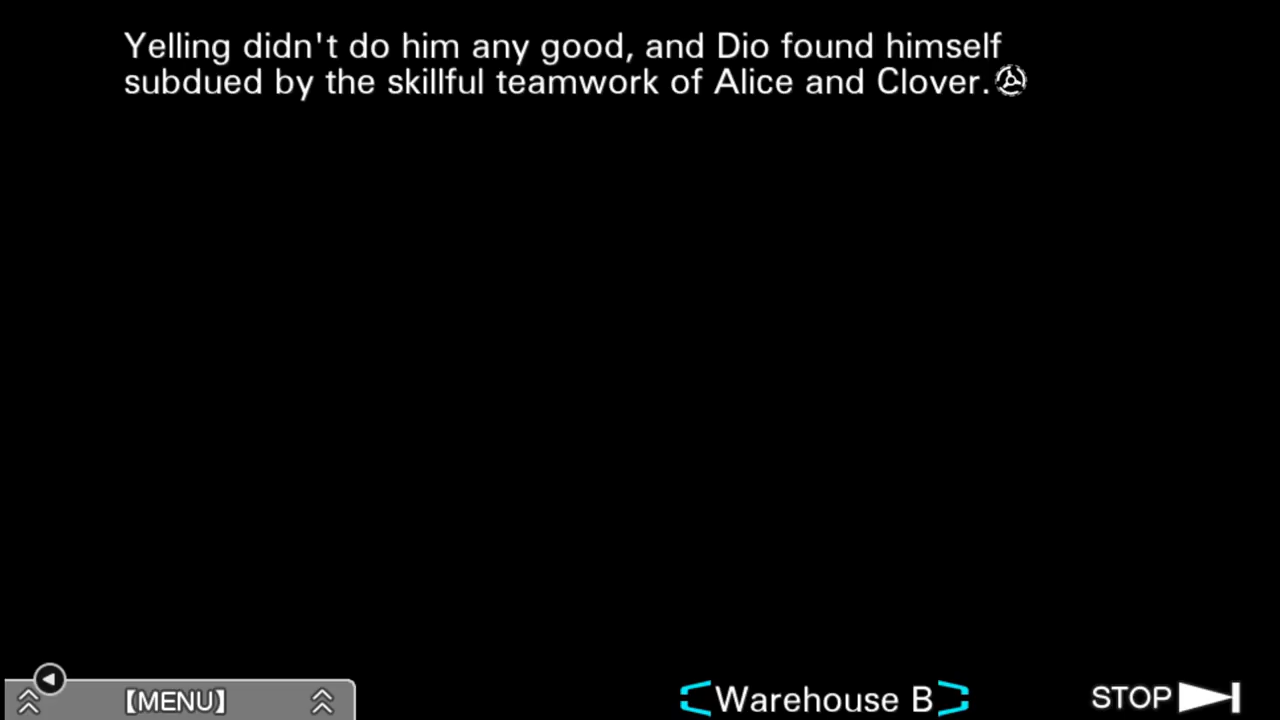 Yelling didn't do him any good, and Dio found himself
subdued by the skillful teamwork of Alice and Clover.
【MENU】
Warehouse B
STOP